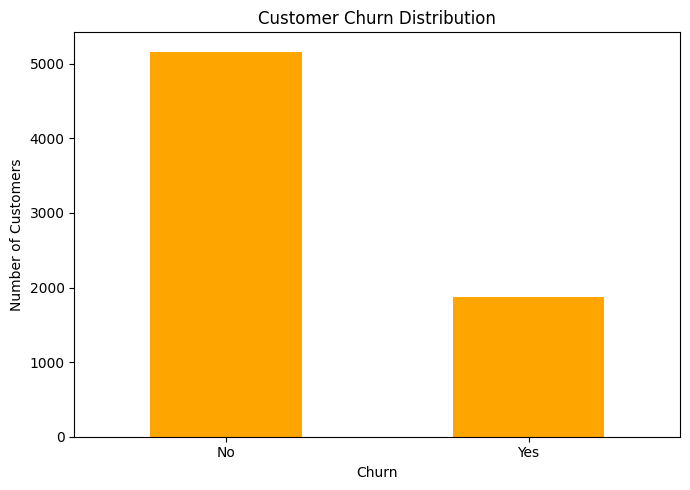 Customer Churn Distribution
Number of Customers
5000
4000
3000
2000
1000
0
No
Yes
Churn